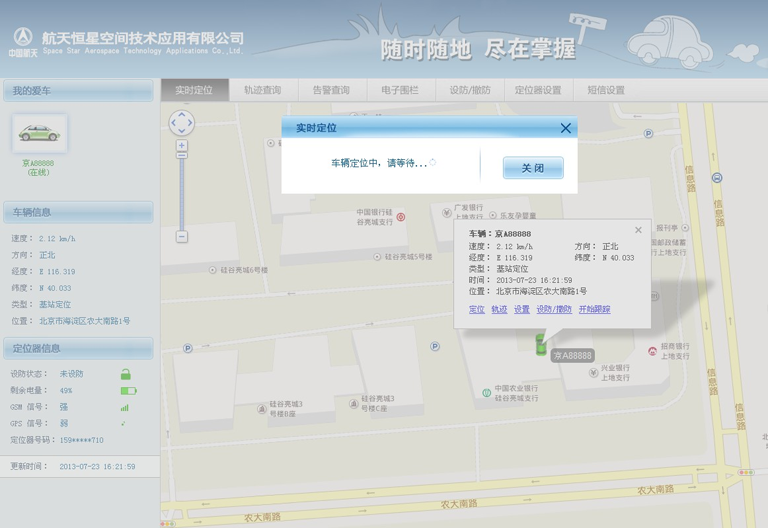 航天恒星空间技术应用有限公司
Space Star Aerospace Technology Applications Co.,Ltd.
中国航天
随时随地 尽在掌握
我的爱车
实时定位
轨迹查询
告警查询
电子围栏
设防/撤防
定位器设置
短信设置
京A88888
(在线)
车辆信息
速度： 2.12 km/h
方向： 正北
经度： E 116.319
纬度： N 40.033
类型： 基站定位
位置： 北京市海淀区农大南路1号
定位器信息
设防状态： 未设防
剩余电量： 49%
GSM 信号： 强
GPS 信号： 弱
定位器号码：159*****710
更新时间： 2013-07-23 16:21:59
实时定位
车辆定位中，请等待...
关闭
车辆：京A88888
速度： 2.12 km/h 方向： 正北
经度： E 116.319 纬度： N 40.033
类型： 基站定位
时间： 2013-07-23 16:21:59
位置： 北京市海淀区农大南路1号
定位 轨迹 设置 设防/撤防 开始跟踪
京A88888
中国银行硅
谷亮城支行
广发银行
上地支行
乐友孕婴童
报刊亭
硅谷亮城6号楼
硅谷亮城5号楼
信息路
信息路
招商银行
上地支行
兴业银行
上地支行
中国农业银行
硅谷亮城支行
硅谷亮城3
号楼B座
硅谷亮城3
号楼C座
信息路
农大南路
农大南路
农大南路
P
P
P